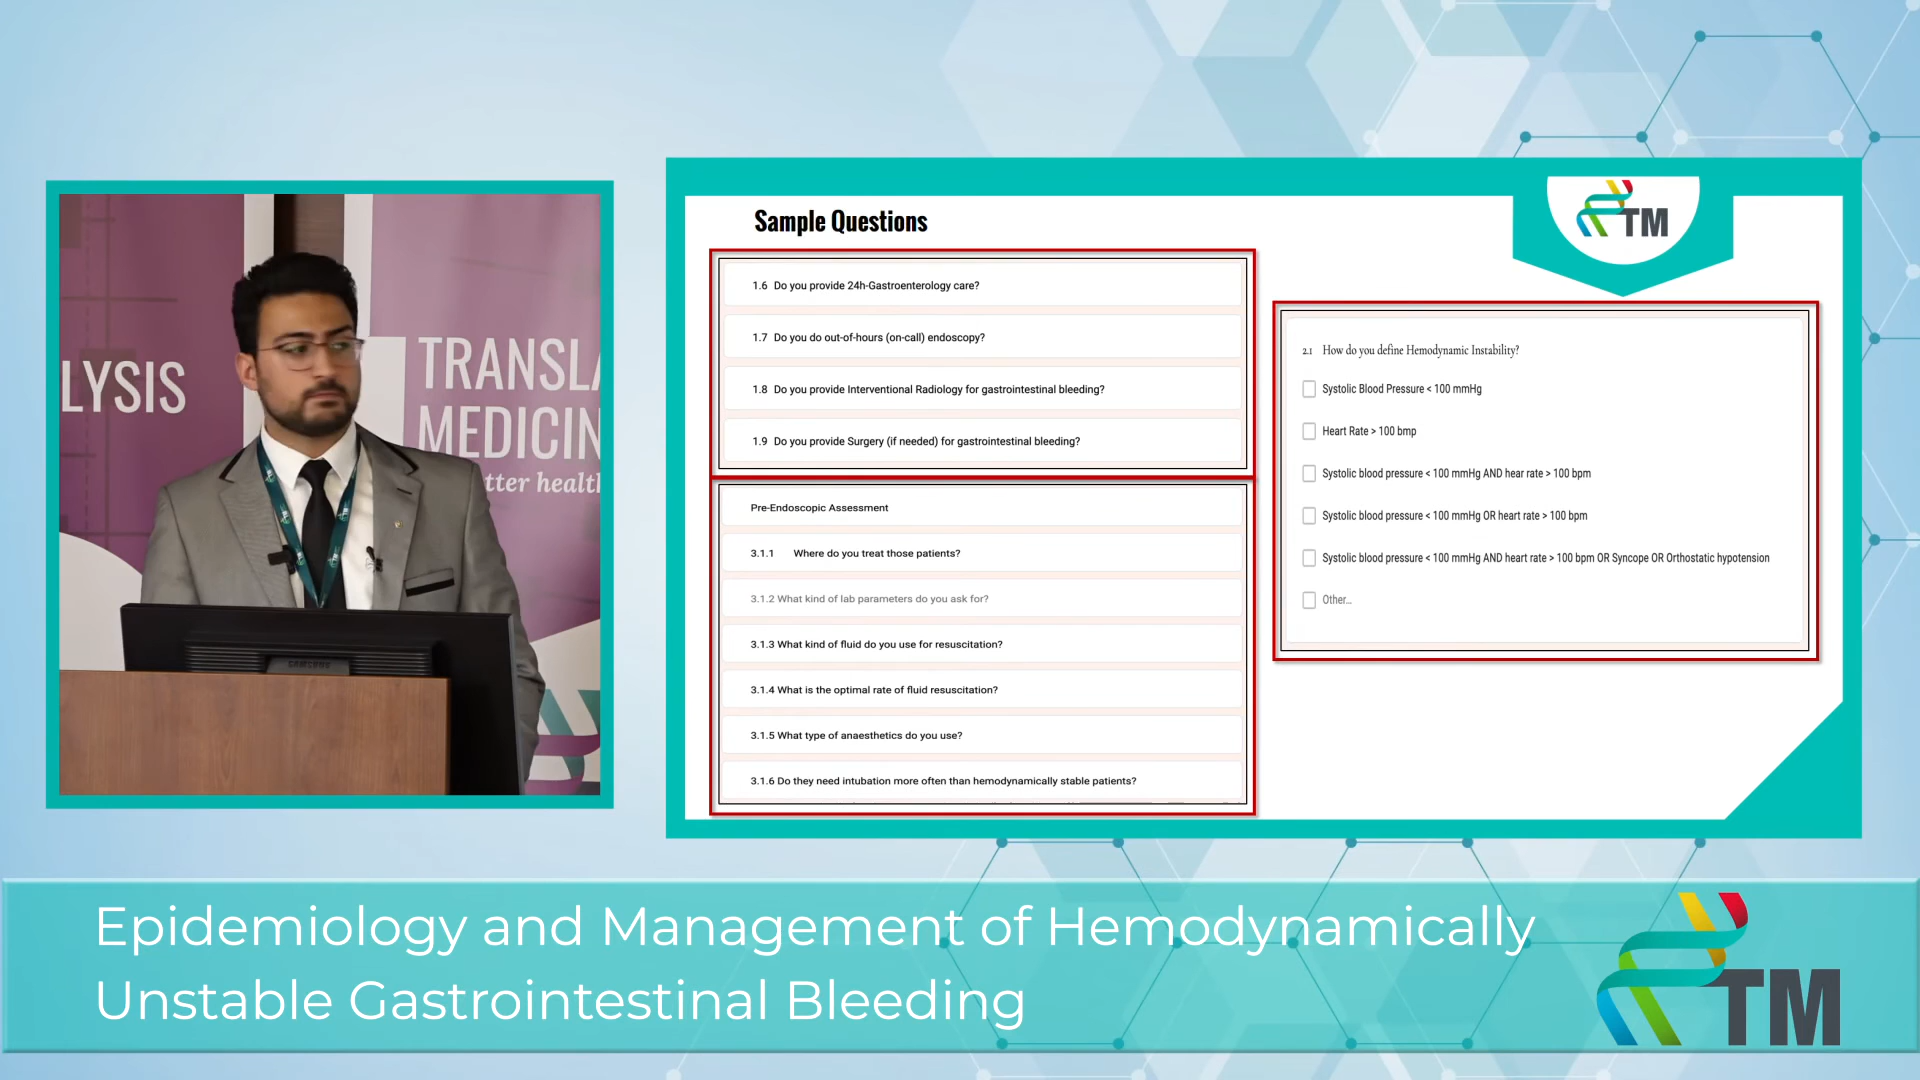 LYSIS
TRANSL
MEDICIN
tter healt
SAMSUNG
Sample Questions
TM
1.6 Do you provide 24h-Gastroenterology care?
1.7 Do you do out-of-hours (on-call) endoscopy?
1.8 Do you provide Interventional Radiology for gastrointestinal bleeding?
1.9 Do you provide Surgery (if needed) for gastrointestinal bleeding?
Pre-Endoscopic Assessment
3.1.1 Where do you treat those patients?
3.1.2 What kind of lab parameters do you ask for?
3.1.3 What kind of fluid do you use for resuscitation?
3.1.4 What is the optimal rate of fluid resuscitation?
3.1.5 What type of anaesthetics do you use?
3.1.6 Do they need intubation more often than hemodynamically stable patients?
2.1 How do you define Hemodynamic Instability?
Systolic Blood Pressure < 100 mmHg
Heart Rate > 100 bmp
Systolic blood pressure < 100 mmHg AND hear rate > 100 bpm
Systolic blood pressure < 100 mmHg OR heart rate > 100 bpm
Systolic blood pressure < 100 mmHg AND heart rate > 100 bpm OR Syncope OR Orthostatic hypotension
Other...
Epidemiology and Management of Hemodynamically
Unstable Gastrointestinal Bleeding
TM